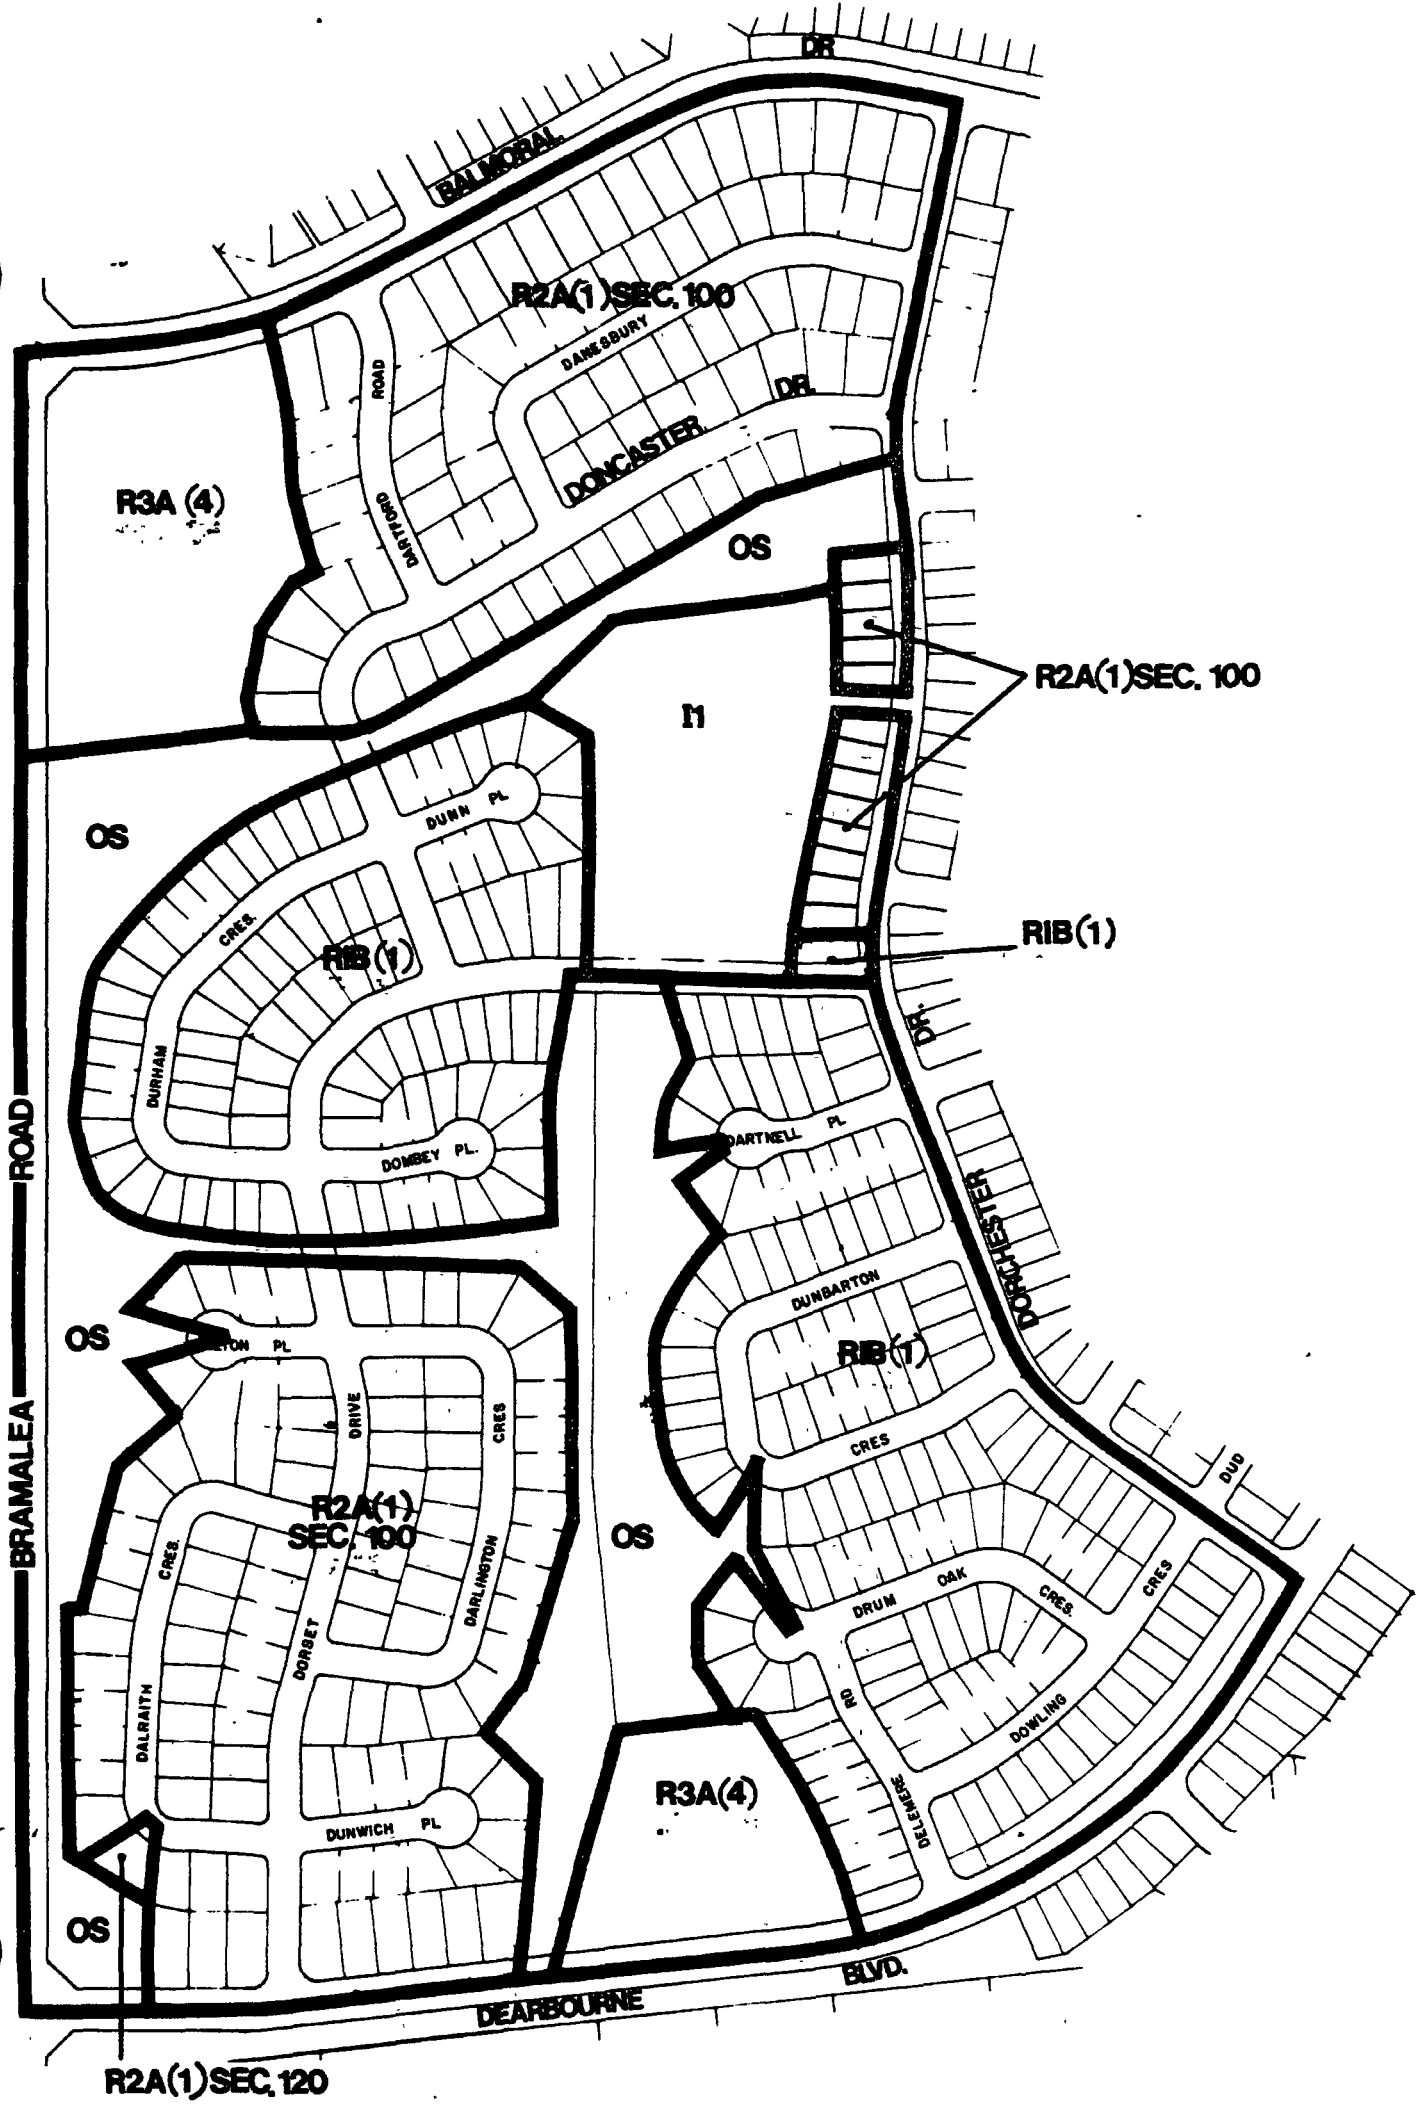 DR
BALMORAL
R2A(1)SEC. 100
DANESBURY
ROAD
DR.
DONCASTER
R3A (4)
DARTFORD
OS
R2A(1)SEC. 100
I1
DUNN PL
OS
CRES.
RIB(1)
RIB(1)
DR.
DURHAM
ROAD
DARTNELL PL
DOMBEY PL.
DORCHESTER
DUNBARTON
OS
PL
RIB(1)
DRIVE
CRES
CRES
BRAMALEA
DUD
R2A(1)
SEC. 100
OS
CRES.
DARLINGTON
OAK
CRES
DRUM
CRES.
DORSET
RD
DALRAITH
DOWLING
R3A(4)
DELEMERE
DUNWICH PL
OS
BLVD.
DEARBOURNE
R2A(1)SEC. 120